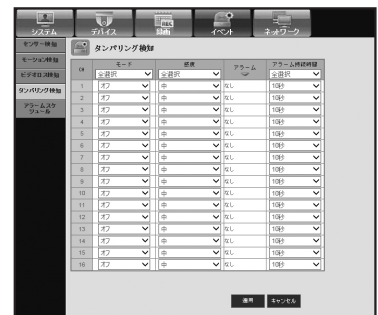 システム デバイス 録画 イベント ネットワーク
REC
センサー検知
モーション検知
ビデオロス検知
タンパリング検知
アラームスケジュール
タンパリング検知
CH モード 感度 アラーム アラーム持続時間
全選択 全選択 全選択
1 オフ 中 なし 10秒
2 オフ 中 なし 10秒
3 オフ 中 なし 10秒
4 オフ 中 なし 10秒
5 オフ 中 なし 10秒
6 オフ 中 なし 10秒
7 オフ 中 なし 10秒
8 オフ 中 なし 10秒
9 オフ 中 なし 10秒
10 オフ 中 なし 10秒
11 オフ 中 なし 10秒
12 オフ 中 なし 10秒
13 オフ 中 なし 10秒
14 オフ 中 なし 10秒
15 オフ 中 なし 10秒
16 オフ 中 なし 10秒
適用 キャンセル